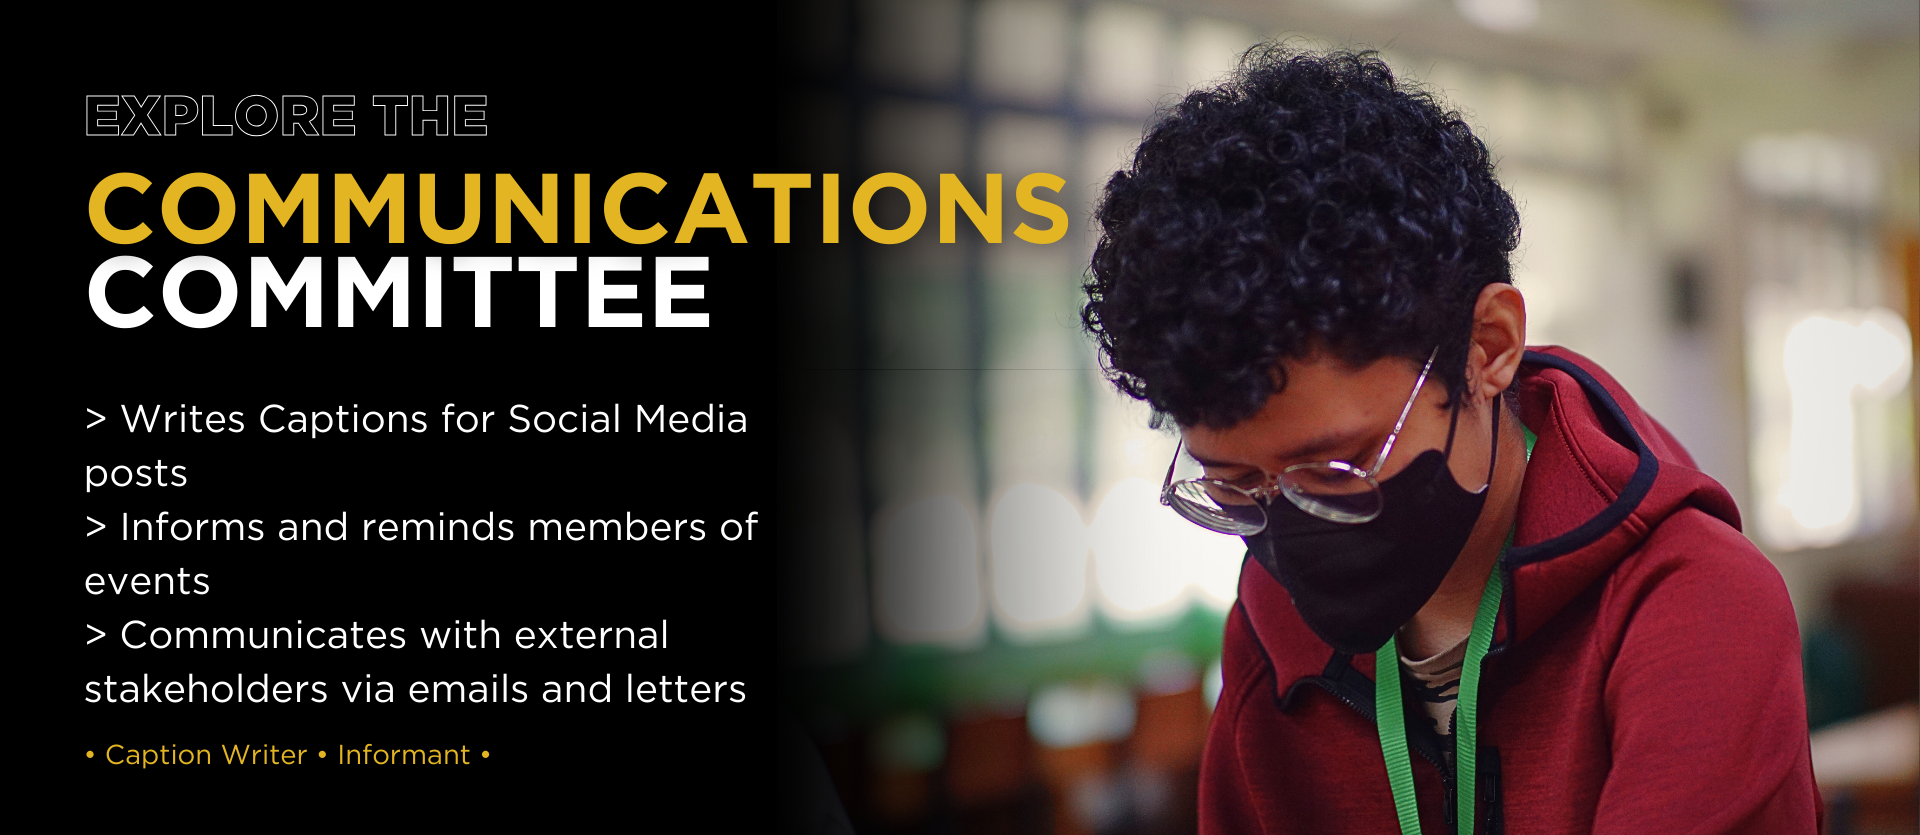 EXPLORE THE
COMMUNICATIONS
COMMITTEE
> Writes Captions for Social Media
posts
> Informs and reminds members of
events
> Communicates with external
stakeholders via emails and letters
• Caption Writer • Informant •